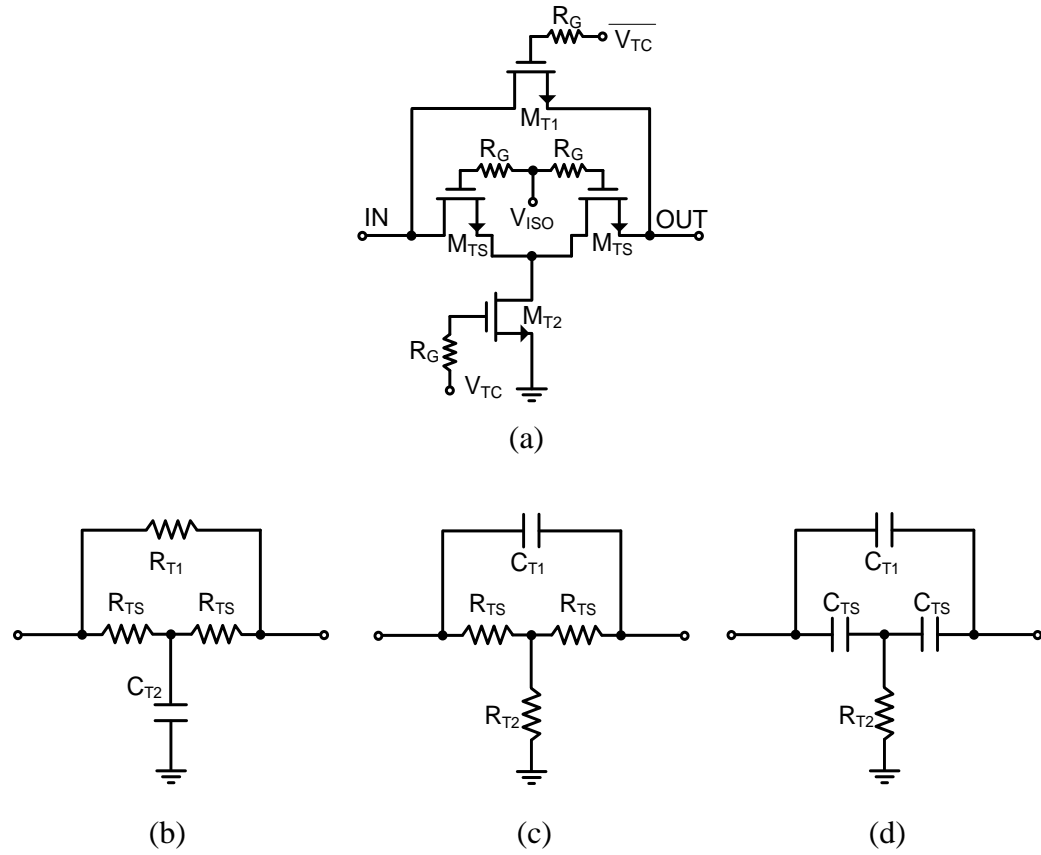 R_G
\overline{V_TC}
M_T1
R_G R_G
IN V_ISO OUT
M_TS M_TS
M_T2
R_G
V_TC
(a)
R_T1
R_TS R_TS
C_T2
(b)
C_T1
R_TS R_TS
R_T2
(c)
C_T1
C_TS C_TS
R_T2
(d)